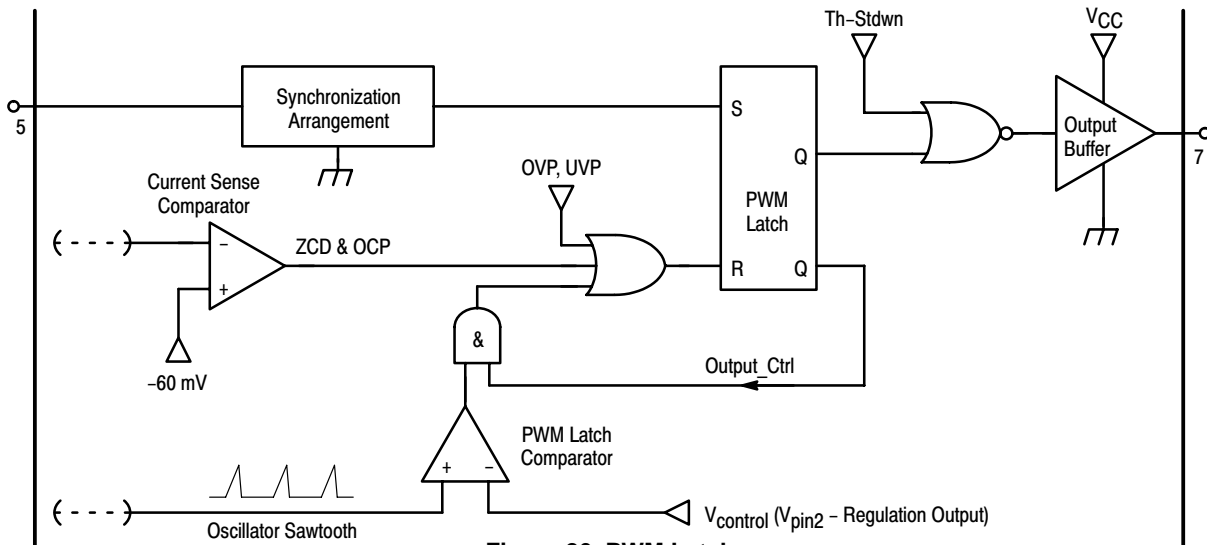 Th–Stdwn
VCC
5
Synchronization
Arrangement
S
Q
Output
Buffer
7
OVP, UVP
Current Sense
Comparator
PWM
Latch
–
ZCD & OCP
R
Q
+
&
–60 mV
Output_Ctrl
PWM Latch
Comparator
+
–
Oscillator Sawtooth
Vcontrol (Vpin2 – Regulation Output)